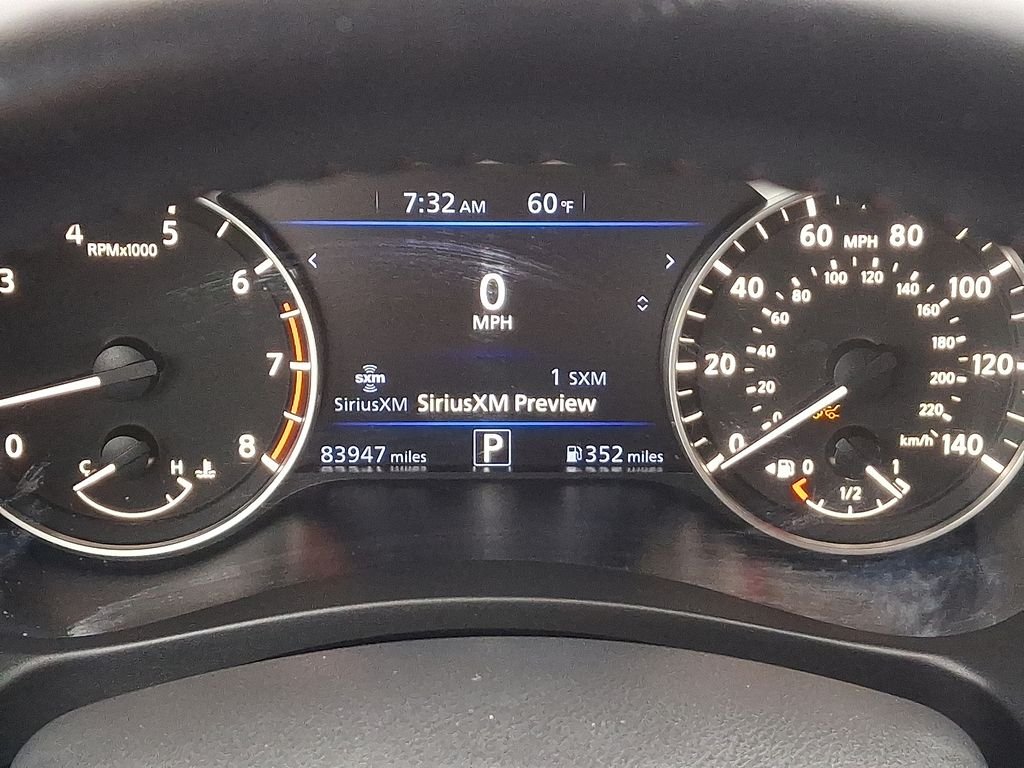 7:32 AM 60 °F
3 4 5 6 7 8 0
RPMx1000
C H
0
MPH
sxm 1 SXM
SiriusXM SiriusXM Preview
83947 miles P 352 miles
0 20 40 60 80 100 120 140
MPH
0 20 40 60 80 100 120 140 160 180 200 220
km/h
0 1/2 1